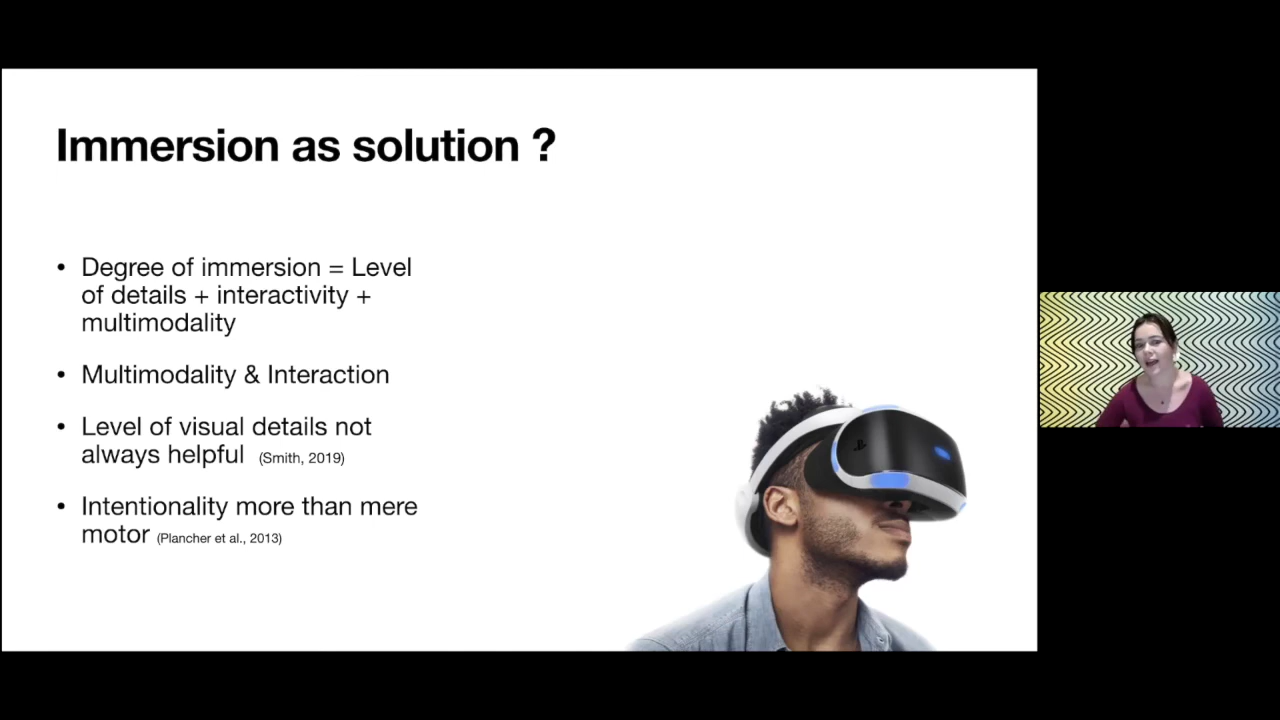 Immersion as solution ?
• Degree of immersion = Level
of details + interactivity +
multimodality
• Multimodality & Interaction
• Level of visual details not
always helpful (Smith, 2019)
• Intentionality more than mere
motor (Plancher et al., 2013)